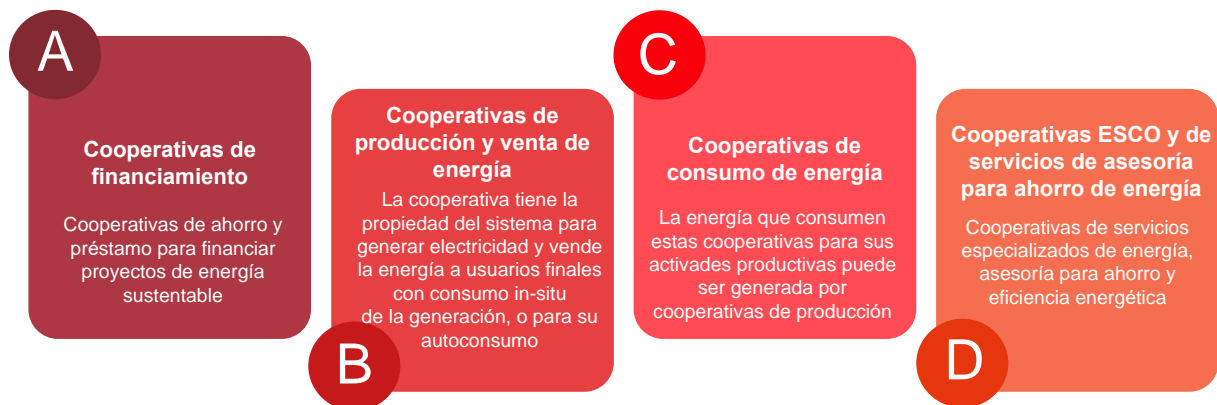 A
Cooperativas de
financiamiento
Cooperativas de ahorro y
préstamo para financiar
proyectos de energía
sustentable
B
Cooperativas de
producción y venta de
energía
La cooperativa tiene la
propiedad del sistema para
generar electricidad y vende
la energía a usuarios finales
con consumo in-situ
de la generación, o para su
autoconsumo
C
Cooperativas de
consumo de energía
La energía que consumen
estas cooperativas para sus
activades productivas puede
ser generada por
cooperativas de producción
D
Cooperativas ESCO y de
servicios de asesoría
para ahorro de energía
Cooperativas de servicios
especializados de energía,
asesoría para ahorro y
eficiencia energética